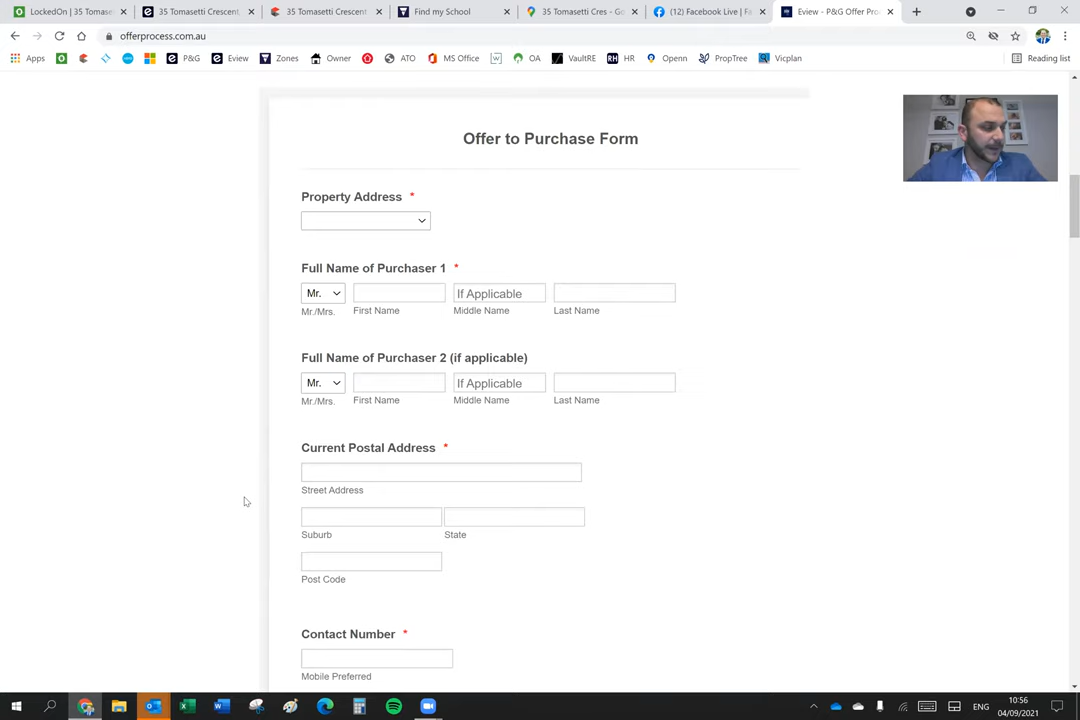 LockedOn | 35 Tomase
35 Tomasetti Crescent,
35 Tomasetti Crescent
Find my School
35 Tomasetti Cres - Go
(12) Facebook Live | Fa
Eview - P&G Offer Pro
offerprocess.com.au
Apps
P&G
Eview
Zones
Owner
ATO
MS Office
OA
VaultRE
RH HR
Openn
PropTree
Vicplan
Reading list
Offer to Purchase Form
Property Address *
Full Name of Purchaser 1 *
Mr.
If Applicable
Mr./Mrs.
First Name
Middle Name
Last Name
Full Name of Purchaser 2 (if applicable)
Mr.
If Applicable
Mr./Mrs.
First Name
Middle Name
Last Name
Current Postal Address *
Street Address
Suburb
State
Post Code
Contact Number *
Mobile Preferred
ENG
10:56
04/09/2021